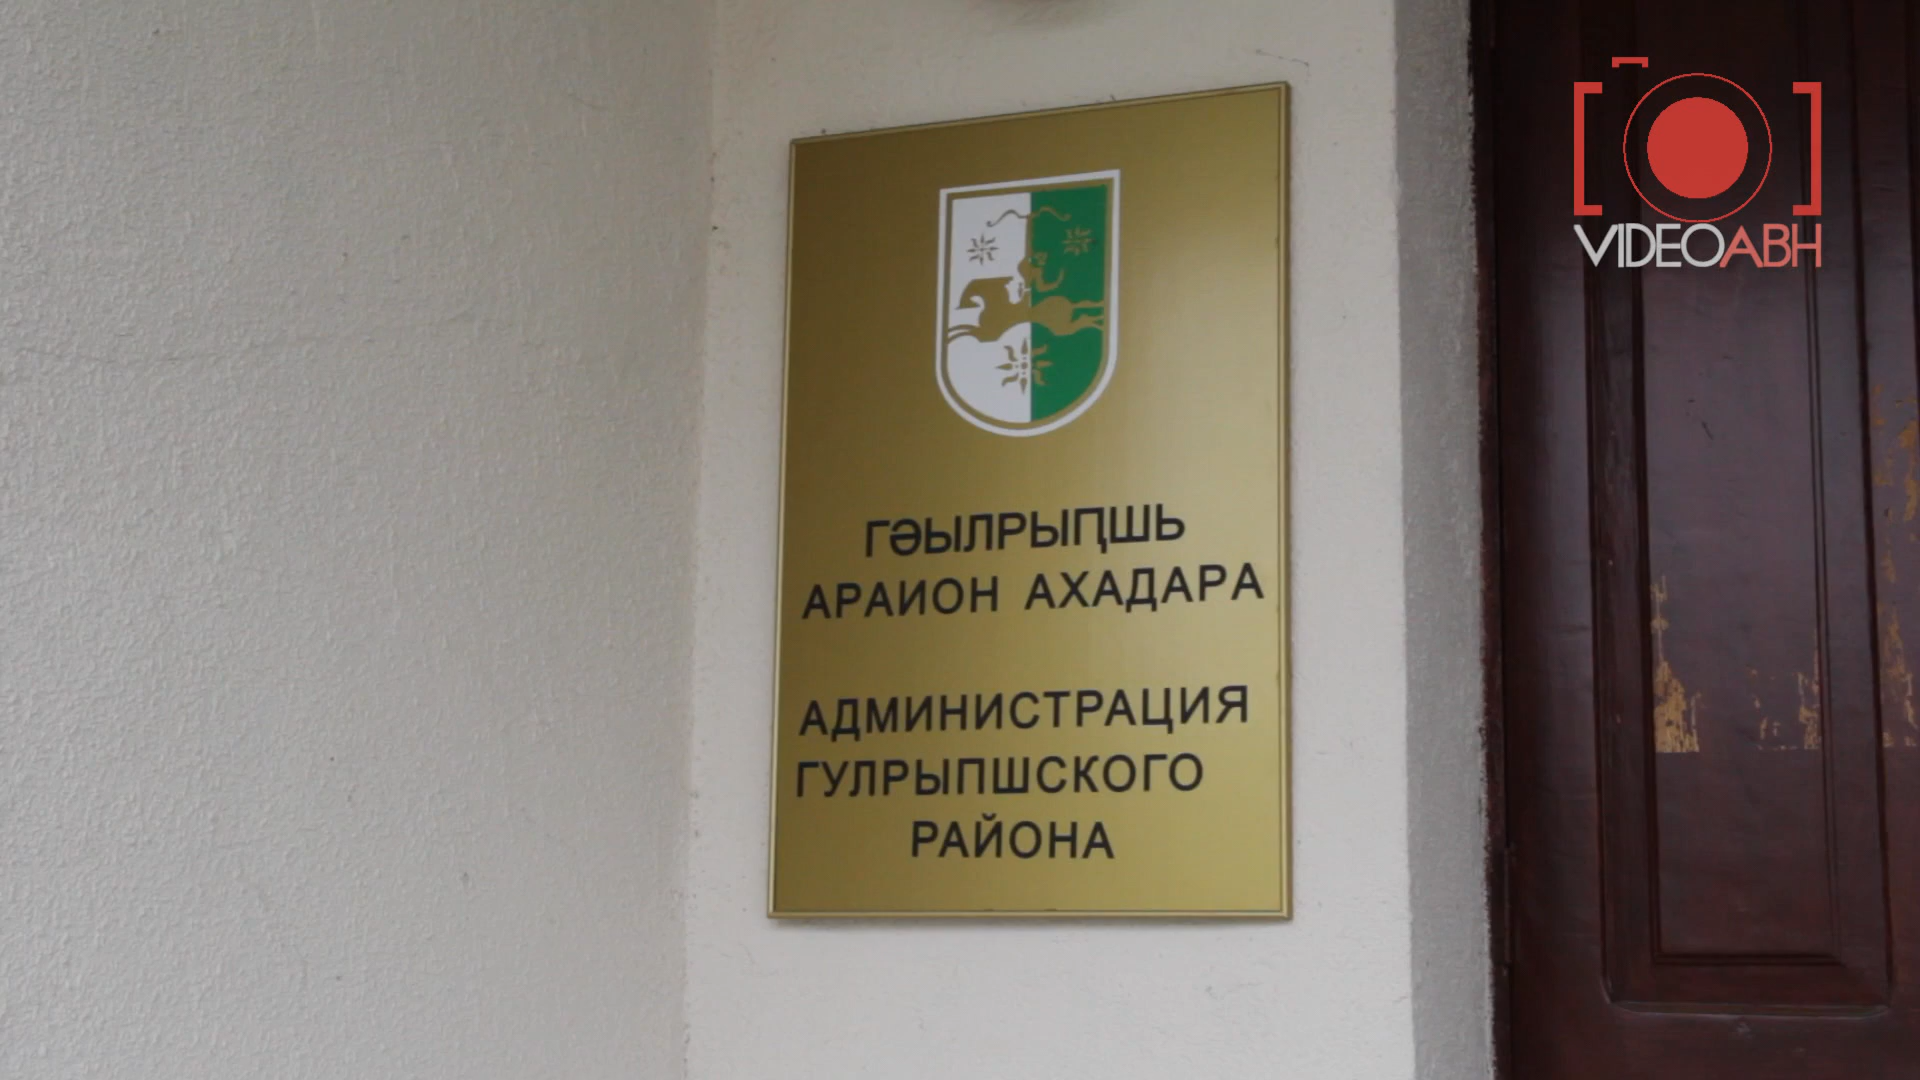 VIDEOABH
ГӘЫЛРЫԤШЬ
АРАИОН АХАДАРА
АДМИНИСТРАЦИЯ
ГУЛРЫПШСКОГО
РАЙОНА